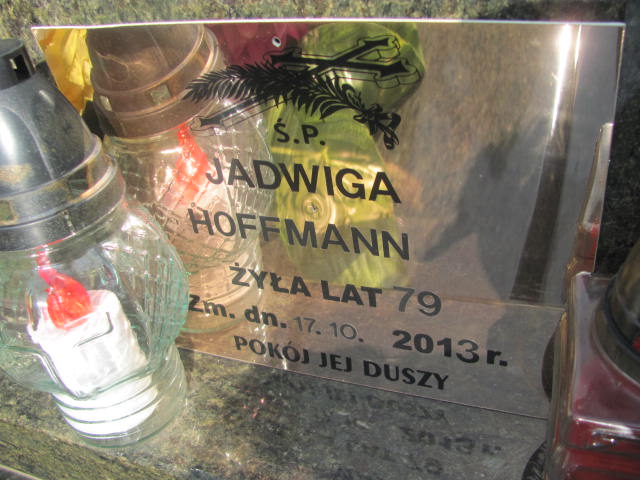 Ś.P.
JADWIGA
HOFFMANN
ŻYŁA LAT 79
Zm. dn. 17.10. 2013 r.
POKÓJ JEJ DUSZY